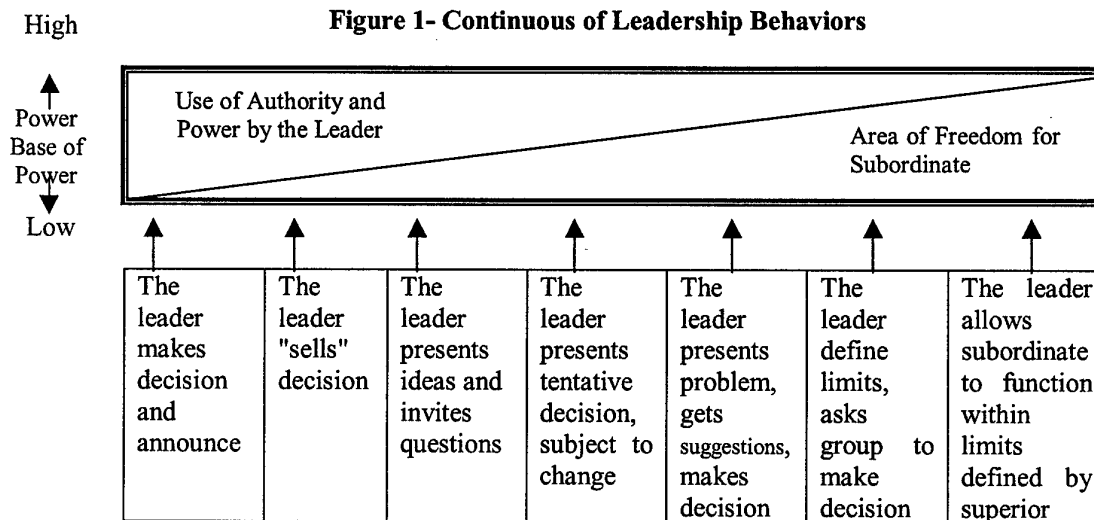 Figure 1- Continuous of Leadership Behaviors
High
Power
Base of
Power
Low
Use of Authority and
Power by the Leader
Area of Freedom for
Subordinate
The
leader
makes
decision
and
announce
The
leader
"sells"
decision
The
leader
presents
ideas and
invites
questions
The
leader
presents
tentative
decision,
subject to
change
The
leader
presents
problem,
gets
suggestions,
makes
decision
The
leader
define
limits,
asks
group to
make
decision
The leader
allows
subordinate
to function
within
limits
defined by
superior